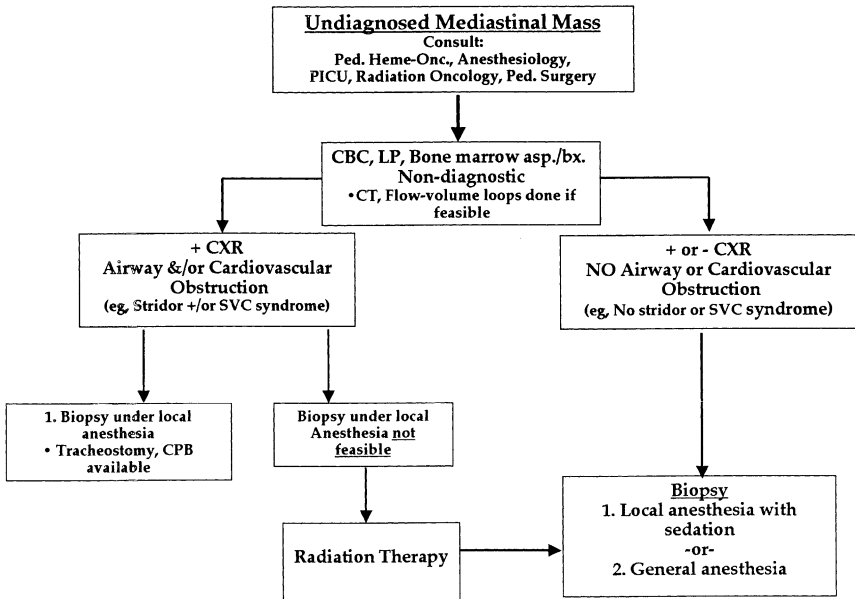 Undiagnosed Mediastinal Mass
Consult:
Ped. Heme-Onc., Anesthesiology,
PICU, Radiation Oncology, Ped. Surgery
CBC, LP, Bone marrow asp./bx.
Non-diagnostic
•CT, Flow-volume loops done if
feasible
+ CXR
Airway &/or Cardiovascular
Obstruction
(eg, Stridor +/or SVC syndrome)
+ or - CXR
NO Airway or Cardiovascular
Obstruction
(eg, No stridor or SVC syndrome)
1. Biopsy under local
anesthesia
• Tracheostomy, CPB
available
Biopsy under local
Anesthesia not
feasible
Radiation Therapy
Biopsy
1. Local anesthesia with
sedation
-or-
2. General anesthesia